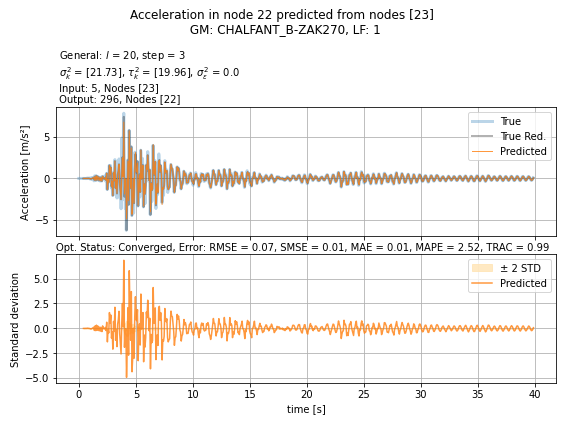 Acceleration in node 22 predicted from nodes [23]
GM: CHALFANT_B-ZAK270, LF: 1
General: l = 20, step = 3
σ²ₖ = [21.73], τ²ₖ = [19.96], σ²_ε = 0.0
Input: 5, Nodes [23]
Output: 296, Nodes [22]
Acceleration [m/s²]
5
0
−5
True
True Red.
Predicted
Opt. Status: Converged, Error: RMSE = 0.07, SMSE = 0.01, MAE = 0.01, MAPE = 2.52, TRAC = 0.99
Standard deviation
5.0
2.5
0.0
−2.5
−5.0
± 2 STD
Predicted
0 5 10 15 20 25 30 35 40
time [s]